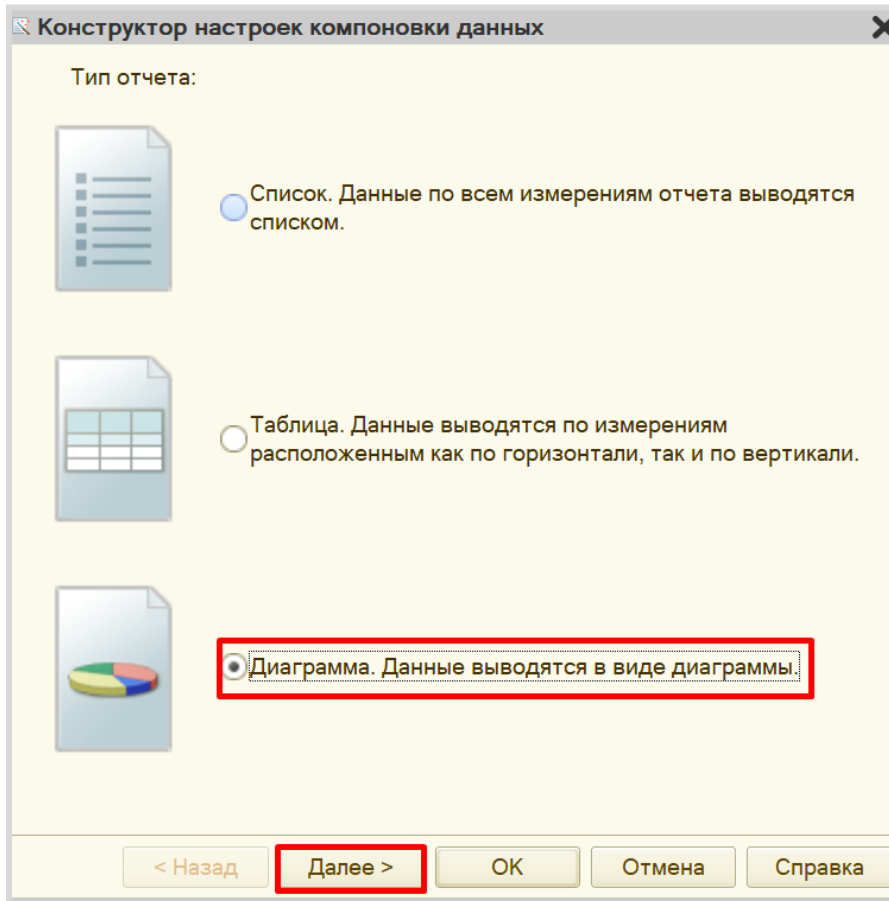 Конструктор настроек компоновки данных
Тип отчета:
Список. Данные по всем измерениям отчета выводятся
списком.
Таблица. Данные выводятся по измерениям
расположенным как по горизонтали, так и по вертикали.
Диаграмма. Данные выводятся в виде диаграммы.
< Назад Далее > OK Отмена Справка